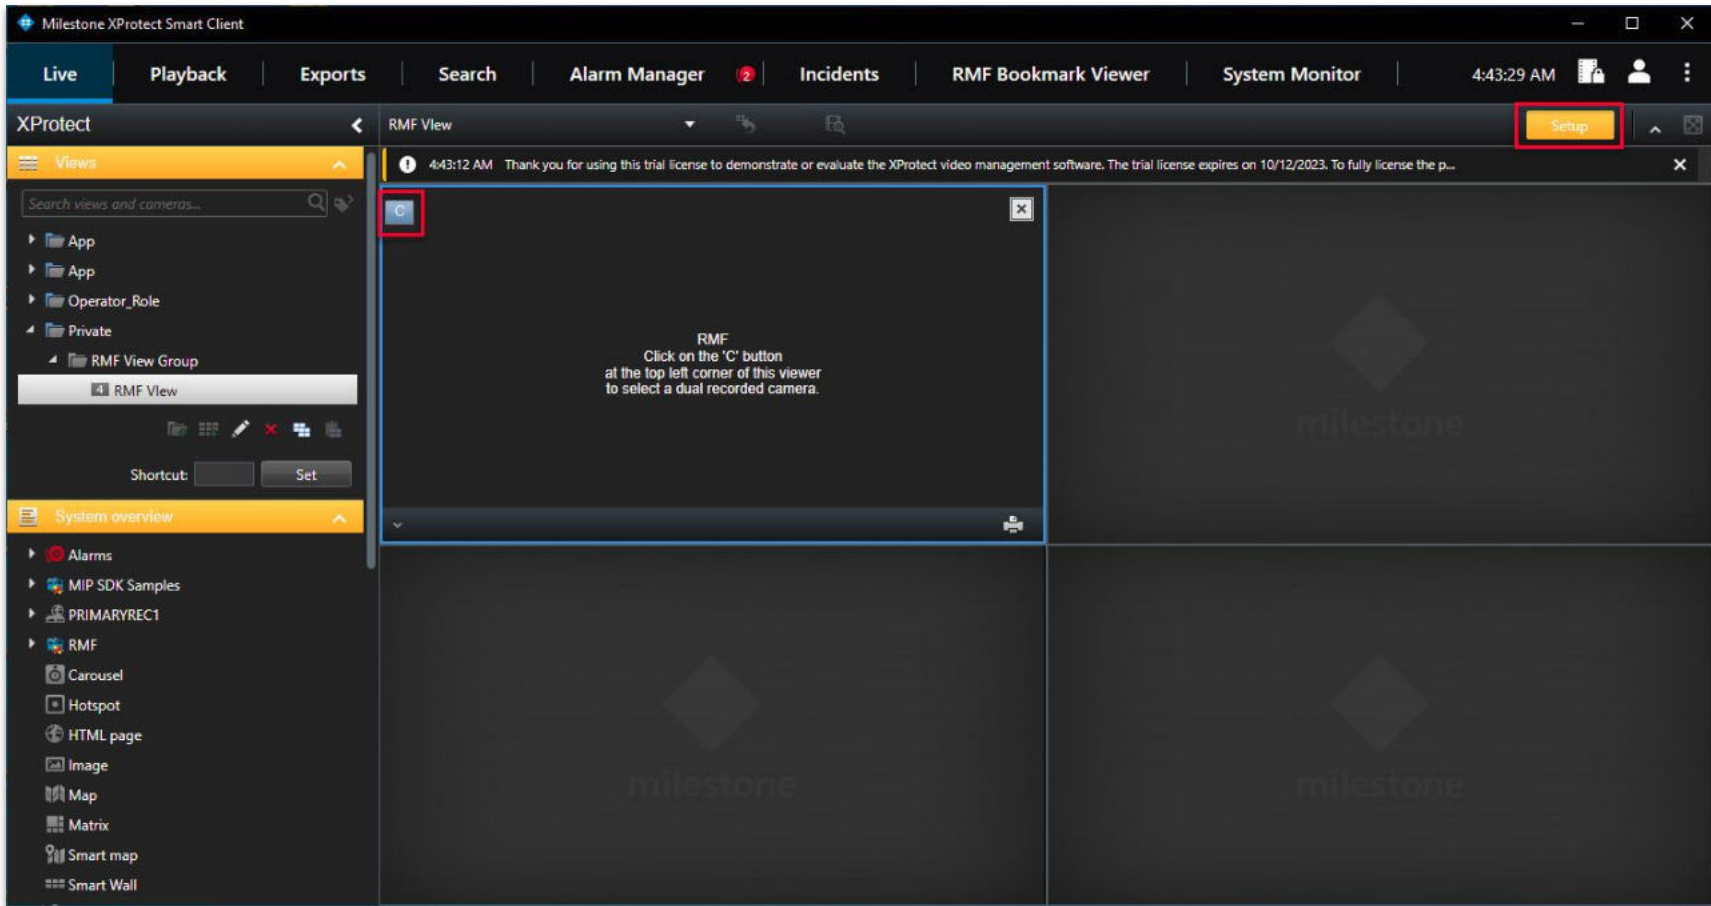 Milestone XProtect Smart Client
Live
Playback
Exports
Search
Alarm Manager
2
Incidents
RMF Bookmark Viewer
System Monitor
4:43:29 AM
XProtect
RMF VIew
Setup
Views
4:43:12 AM Thank you for using this trial license to demonstrate or evaluate the XProtect video management software. The trial license expires on 10/12/2023. To fully license the p...
Search views and cameras...
C
App
App
Operator_Role
Private
RMF View Group
4 RMF VIew
Shortcut:
Set
RMF
Click on the 'C' button
at the top left corner of this viewer
to select a dual recorded camera.
milestone
System overview
Alarms
MIP SDK Samples
PRIMARYREC1
RMF
Carousel
Hotspot
HTML page
Image
Map
Matrix
Smart map
Smart Wall
milestone
milestone